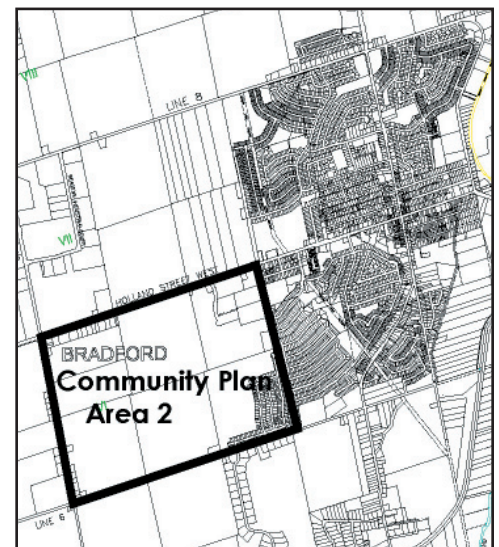 VIII
LINE 8
VII
HOLLAND STREET WEST
BRADFORD
Community Plan
Area 2
LINE 6